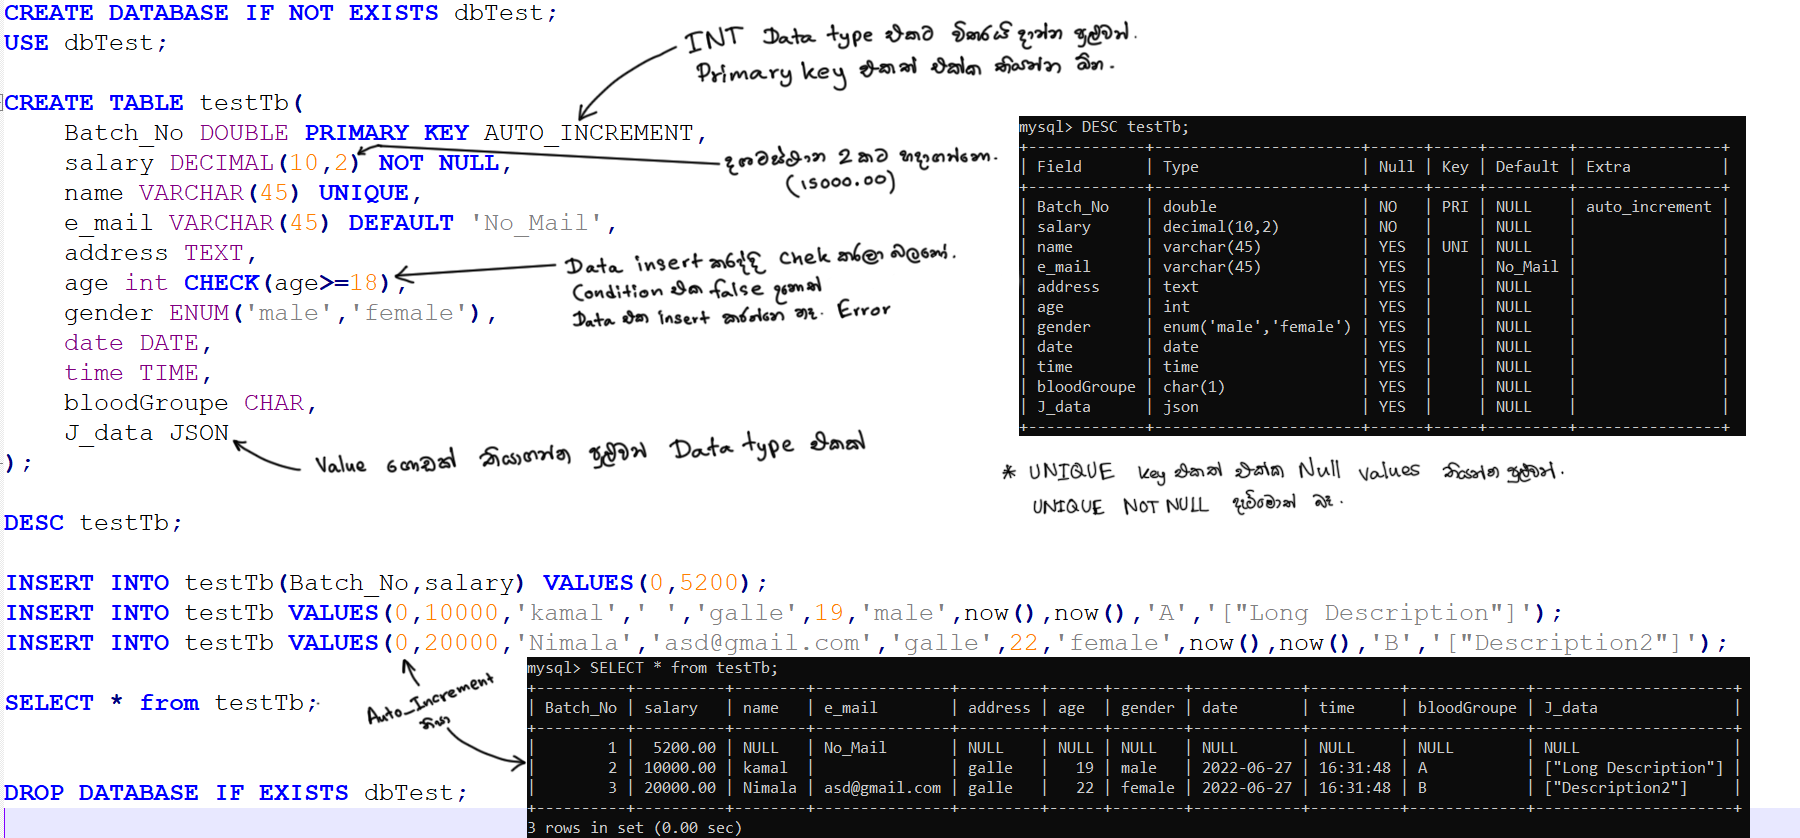 CREATE DATABASE IF NOT EXISTS dbTest;
USE dbTest;
INT Data type එකට විතරයි දාන්න පුලුවන්.
Primary key එකත් එක්ක තියෙන්න ඕන.
CREATE TABLE testTb(
Batch_No DOUBLE PRIMARY KEY AUTO_INCREMENT,
salary DECIMAL(10,2) NOT NULL,
දශමස්ථාන 2කට හදාගන්නෙ.
(15000.00)
name VARCHAR(45) UNIQUE,
e_mail VARCHAR(45) DEFAULT 'No_Mail',
address TEXT,
age int CHECK(age>=18),
Data insert කරද්දි Chek කරලා බලනෝ.
Condition එක false උනොත්
Data එක insert කරන්නෙ නෑ. Error
gender ENUM('male','female'),
date DATE,
time TIME,
bloodGroupe CHAR,
J_data JSON
Value ගොඩක් තියාගන්න පුලුවන් Data type එකක්
);
mysql> DESC testTb;
| Field | Type | Null | Key | Default | Extra |
| Batch_No | double | NO | PRI | NULL | auto_increment |
| salary | decimal(10,2) | NO | | NULL | |
| name | varchar(45) | YES | UNI | NULL | |
| e_mail | varchar(45) | YES | | No_Mail | |
| address | text | YES | | NULL | |
| age | int | YES | | NULL | |
| gender | enum('male','female') | YES | | NULL | |
| date | date | YES | | NULL | |
| time | time | YES | | NULL | |
| bloodGroupe | char(1) | YES | | NULL | |
| J_data | json | YES | | NULL | |
* UNIQUE key එකත් එක්ක Null values තියන්න පුලුවන්.
UNIQUE NOT NULL දැම්මොත් බෑ.
DESC testTb;
INSERT INTO testTb(Batch_No,salary) VALUES(0,5200);
INSERT INTO testTb VALUES(0,10000,'kamal',' ','galle',19,'male',now(),now(),'A','["Long Description"]');
INSERT INTO testTb VALUES(0,20000,'Nimala','asd@gmail.com','galle',22,'female',now(),now(),'B','["Description2"]');
Auto_Increment
SELECT * from testTb;
mysql> SELECT * from testTb;
| Batch_No | salary | name | e_mail | address | age | gender | date | time | bloodGroupe | J_data |
| 1 | 5200.00 | NULL | No_Mail | NULL | NULL | NULL | NULL | NULL | NULL | NULL |
| 2 | 10000.00 | kamal | | galle | 19 | male | 2022-06-27 | 16:31:48 | A | ["Long Description"] |
| 3 | 20000.00 | Nimala | asd@gmail.com | galle | 22 | female | 2022-06-27 | 16:31:48 | B | ["Description2"] |
3 rows in set (0.00 sec)
DROP DATABASE IF EXISTS dbTest;